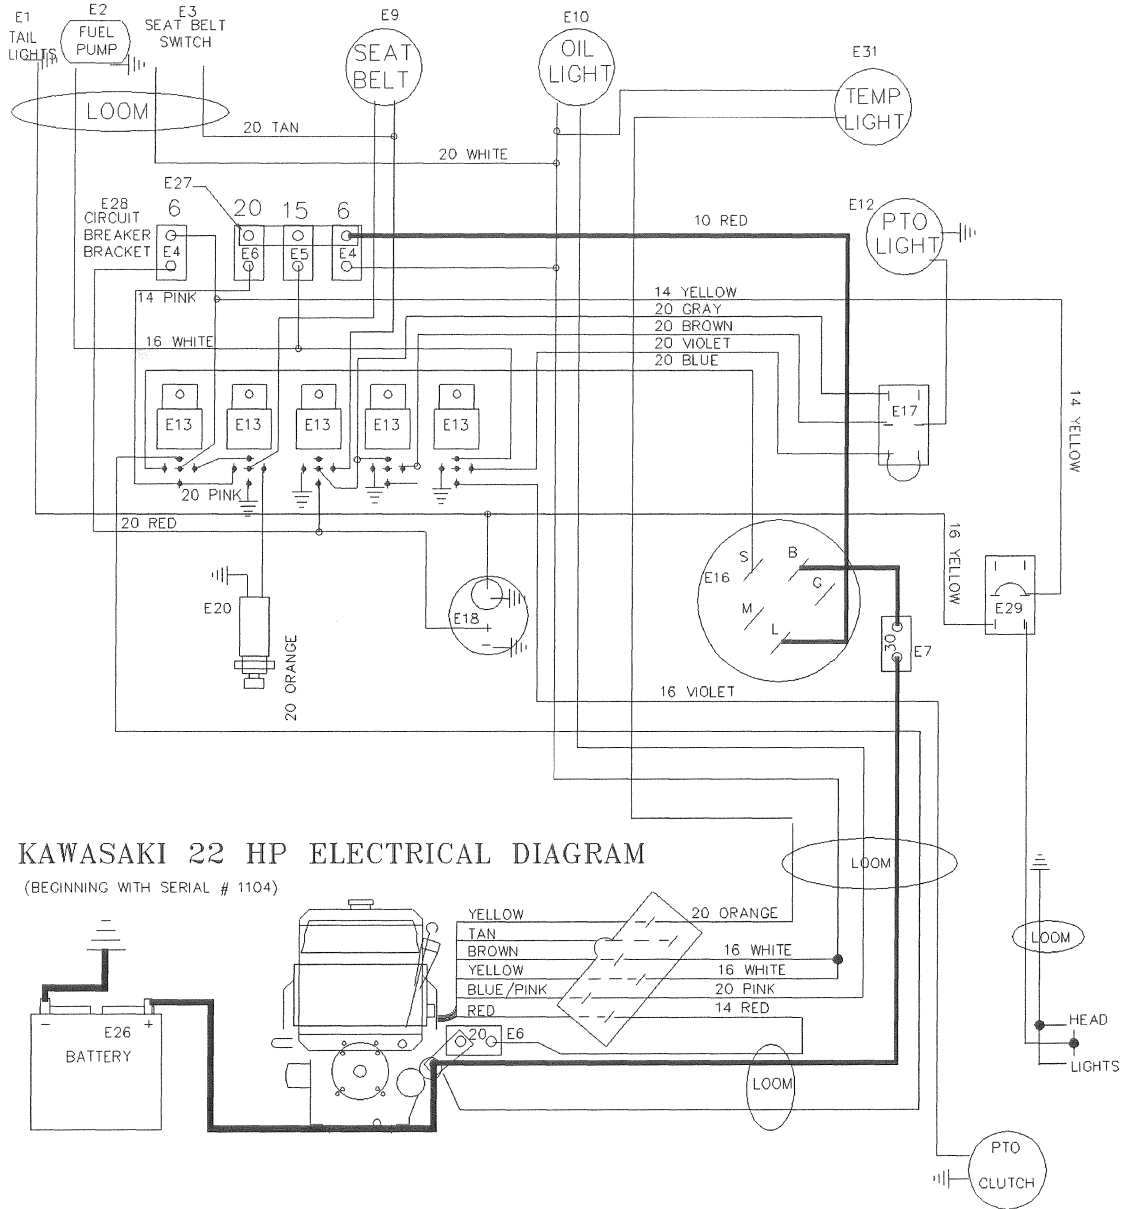 E1
TAIL
LIGHTS
E2
FUEL
PUMP
E3
SEAT BELT
SWITCH
E9
SEAT
BELT
E10
OIL
LIGHT
E31
TEMP
LIGHT
LOOM
20 TAN
20 WHITE
E27
E28
CIRCUIT
BREAKER
BRACKET
6
20
15
6
E4
E6
E5
E4
10 RED
E12
PTO
LIGHT
14 PINK
14 YELLOW
20 GRAY
20 BROWN
20 VIOLET
20 BLUE
16 WHITE
E13
E13
E13
E13
E13
E17
14 YELLOW
20 PINK
20 RED
16 YELLOW
E16
S
B
G
M
L
E20
20 ORANGE
E18
+
-
30
E7
E29
16 VIOLET
KAWASAKI 22 HP ELECTRICAL DIAGRAM
(BEGINNING WITH SERIAL # 1104)
LOOM
YELLOW
20 ORANGE
TAN
BROWN
16 WHITE
YELLOW
16 WHITE
BLUE/PINK
20 PINK
RED
14 RED
20
E6
LOOM
LOOM
HEAD
LIGHTS
-
E26
+
BATTERY
PTO
CLUTCH